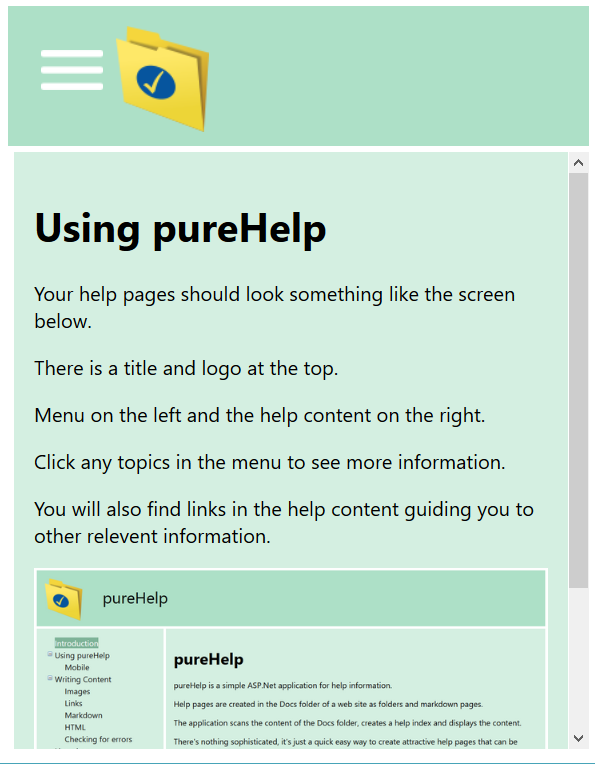 Using pureHelp
Your help pages should look something like the screen
below.
There is a title and logo at the top.
Menu on the left and the help content on the right.
Click any topics in the menu to see more information.
You will also find links in the help content guiding you to
other relevent information.
pureHelp
Introduction
Using pureHelp
Mobile
Writing Content
Images
Links
Markdown
HTML
Checking for errors
pureHelp
pureHelp is a simple ASP.Net application for help information.
Help pages are created in the Docs folder of a web site as folders and markdown pages.
The application scans the content of the Docs folder, creates a help index and displays the content.
There's nothing sophisticated, it's just a quick easy way to create attractive help pages that can be